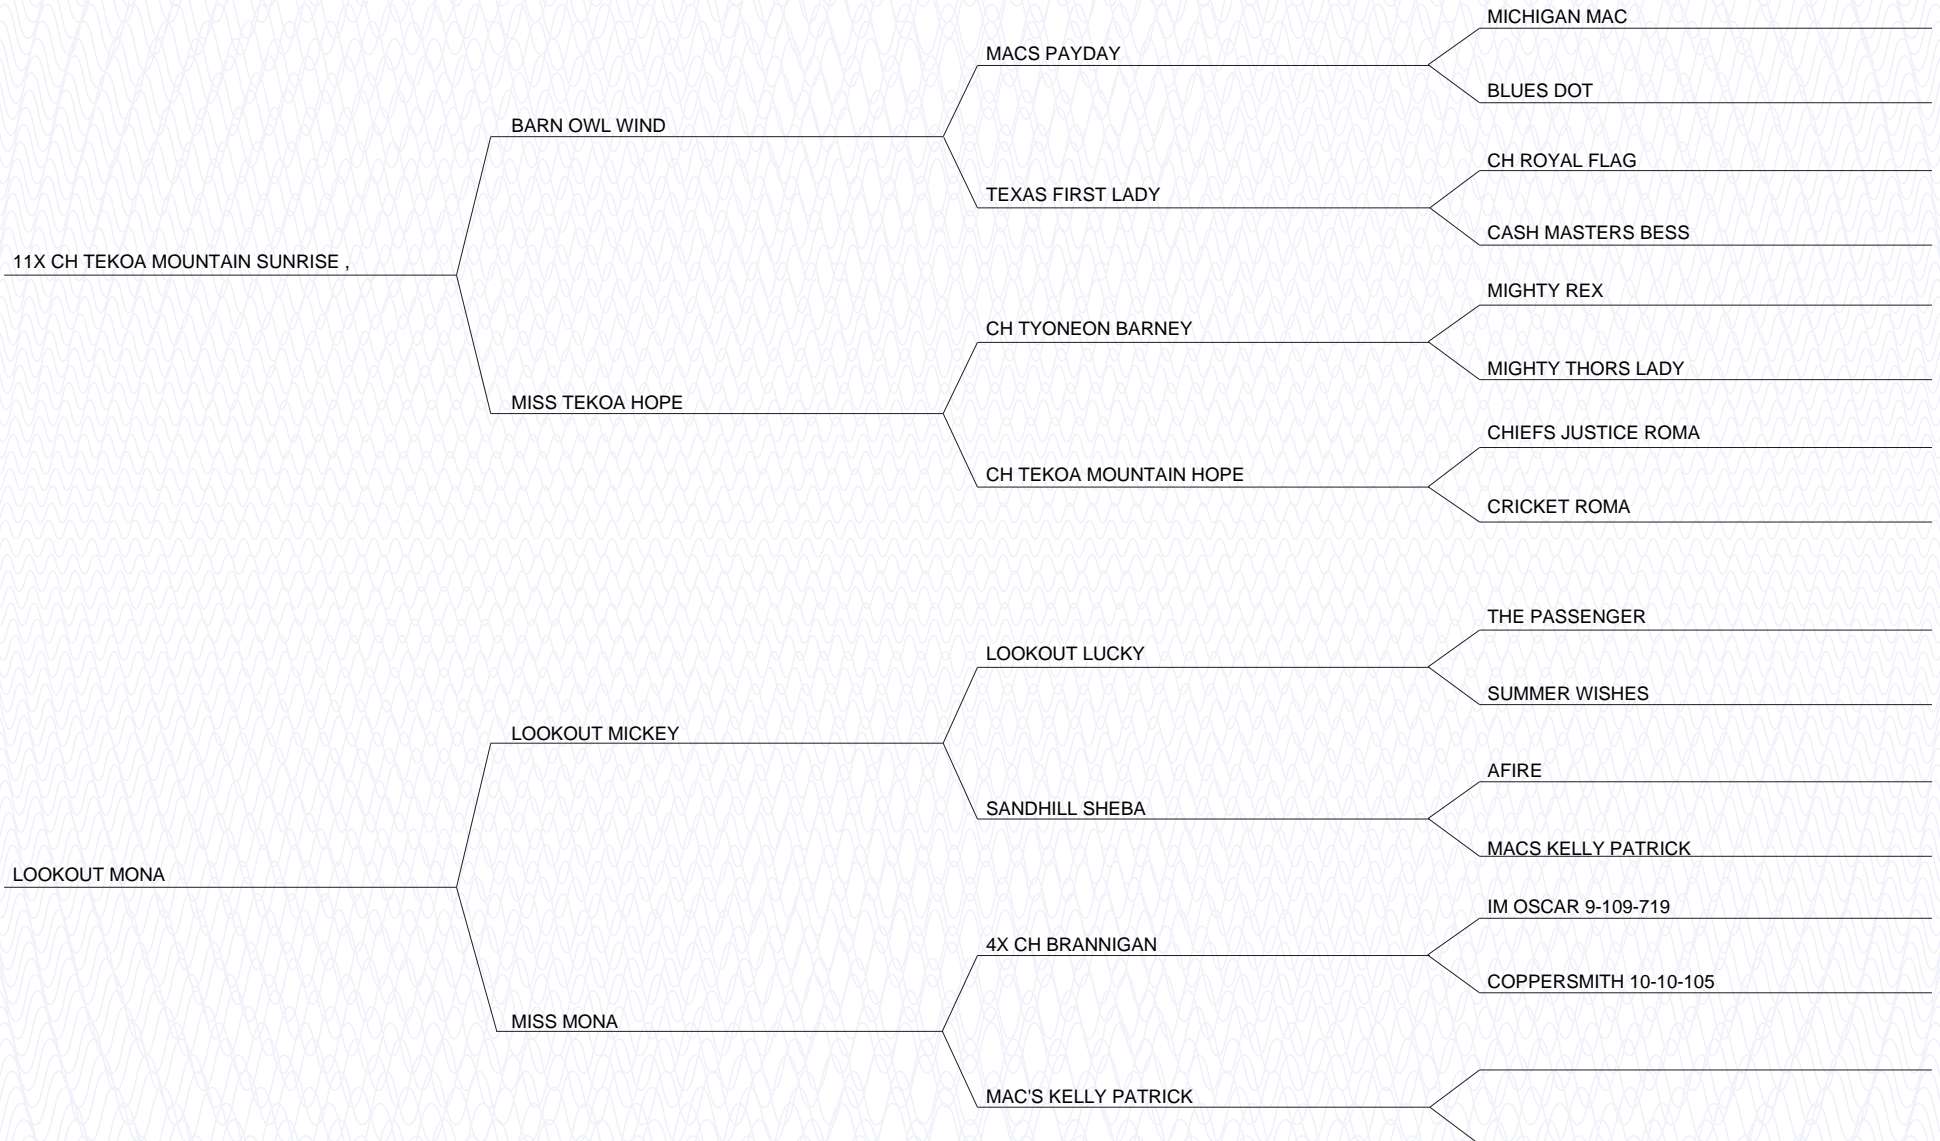 MICHIGAN MAC
MACS PAYDAY
BLUES DOT
BARN OWL WIND
CH ROYAL FLAG
TEXAS FIRST LADY
CASH MASTERS BESS
11X CH TEKOA MOUNTAIN SUNRISE ,
MIGHTY REX
CH TYONEON BARNEY
MIGHTY THORS LADY
MISS TEKOA HOPE
CHIEFS JUSTICE ROMA
CH TEKOA MOUNTAIN HOPE
CRICKET ROMA
THE PASSENGER
LOOKOUT LUCKY
SUMMER WISHES
LOOKOUT MICKEY
AFIRE
SANDHILL SHEBA
MACS KELLY PATRICK
LOOKOUT MONA
IM OSCAR 9-109-719
4X CH BRANNIGAN
COPPERSMITH 10-10-105
MISS MONA
MAC'S KELLY PATRICK